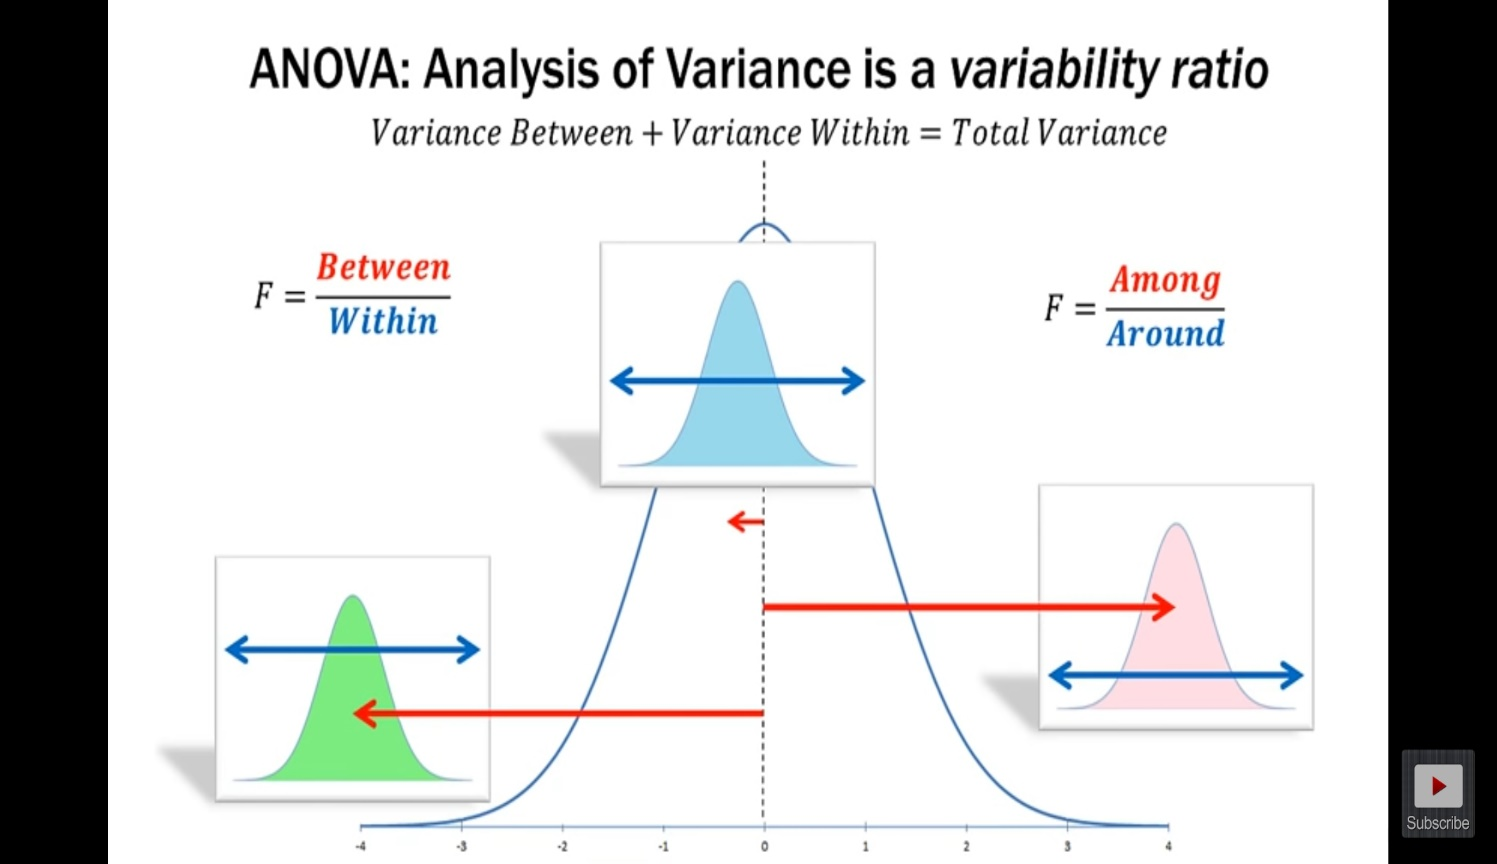 ANOVA: Analysis of Variance is a variability ratio
Variance Between + Variance Within = Total Variance
F = Between / Within
F = Among / Around
-4 -3 -2 -1 0 1 2 3 4
Subscribe